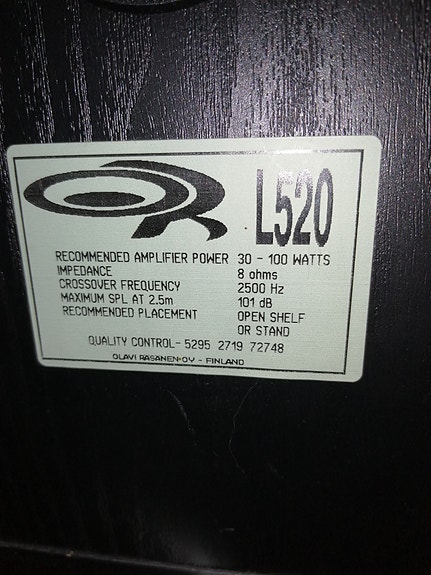 OR L520
RECOMMENDED AMPLIFIER POWER 30 - 100 WATTS
IMPEDANCE 8 ohms
CROSSOVER FREQUENCY 2500 Hz
MAXIMUM SPL AT 2.5m 101 dB
RECOMMENDED PLACEMENT OPEN SHELF
OR STAND
QUALITY CONTROL- 5295 2719 72748
OLAVI RASANEN-OY - FINLAND